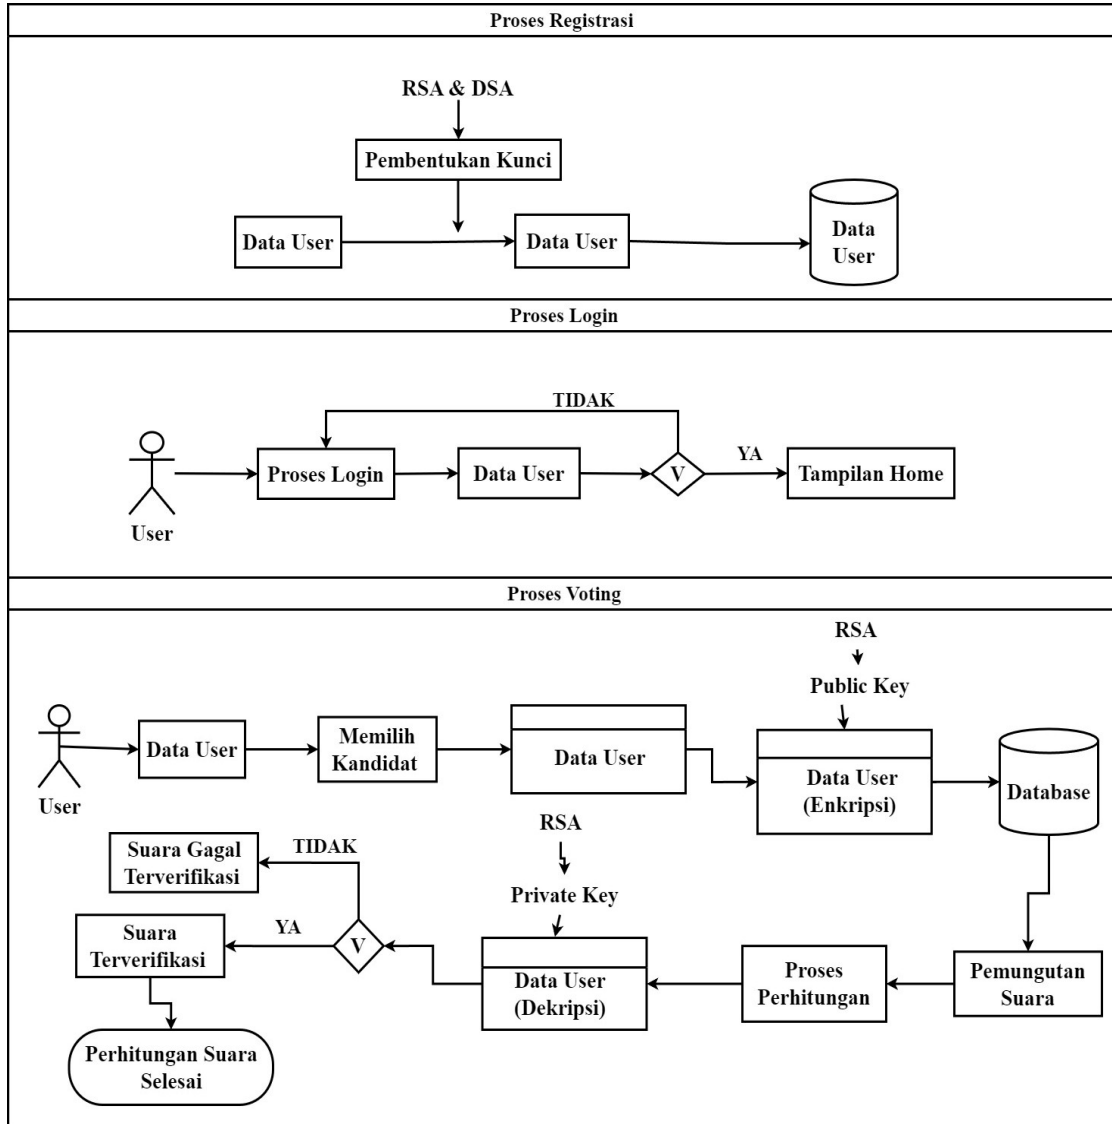 Proses Registrasi
RSA & DSA
Pembentukan Kunci
Data User
Data User
Data
User
Proses Login
TIDAK
User
Proses Login
Data User
V
YA
Tampilan Home
Proses Voting
RSA
Public Key
User
Data User
Memilih
Kandidat
Data User
Data User
(Enkripsi)
Database
RSA
Private Key
Suara Gagal
Terverifikasi
TIDAK
Suara
Terverifikasi
YA
V
Data User
(Dekripsi)
Proses
Perhitungan
Pemungutan
Suara
Perhitungan Suara
Selesai